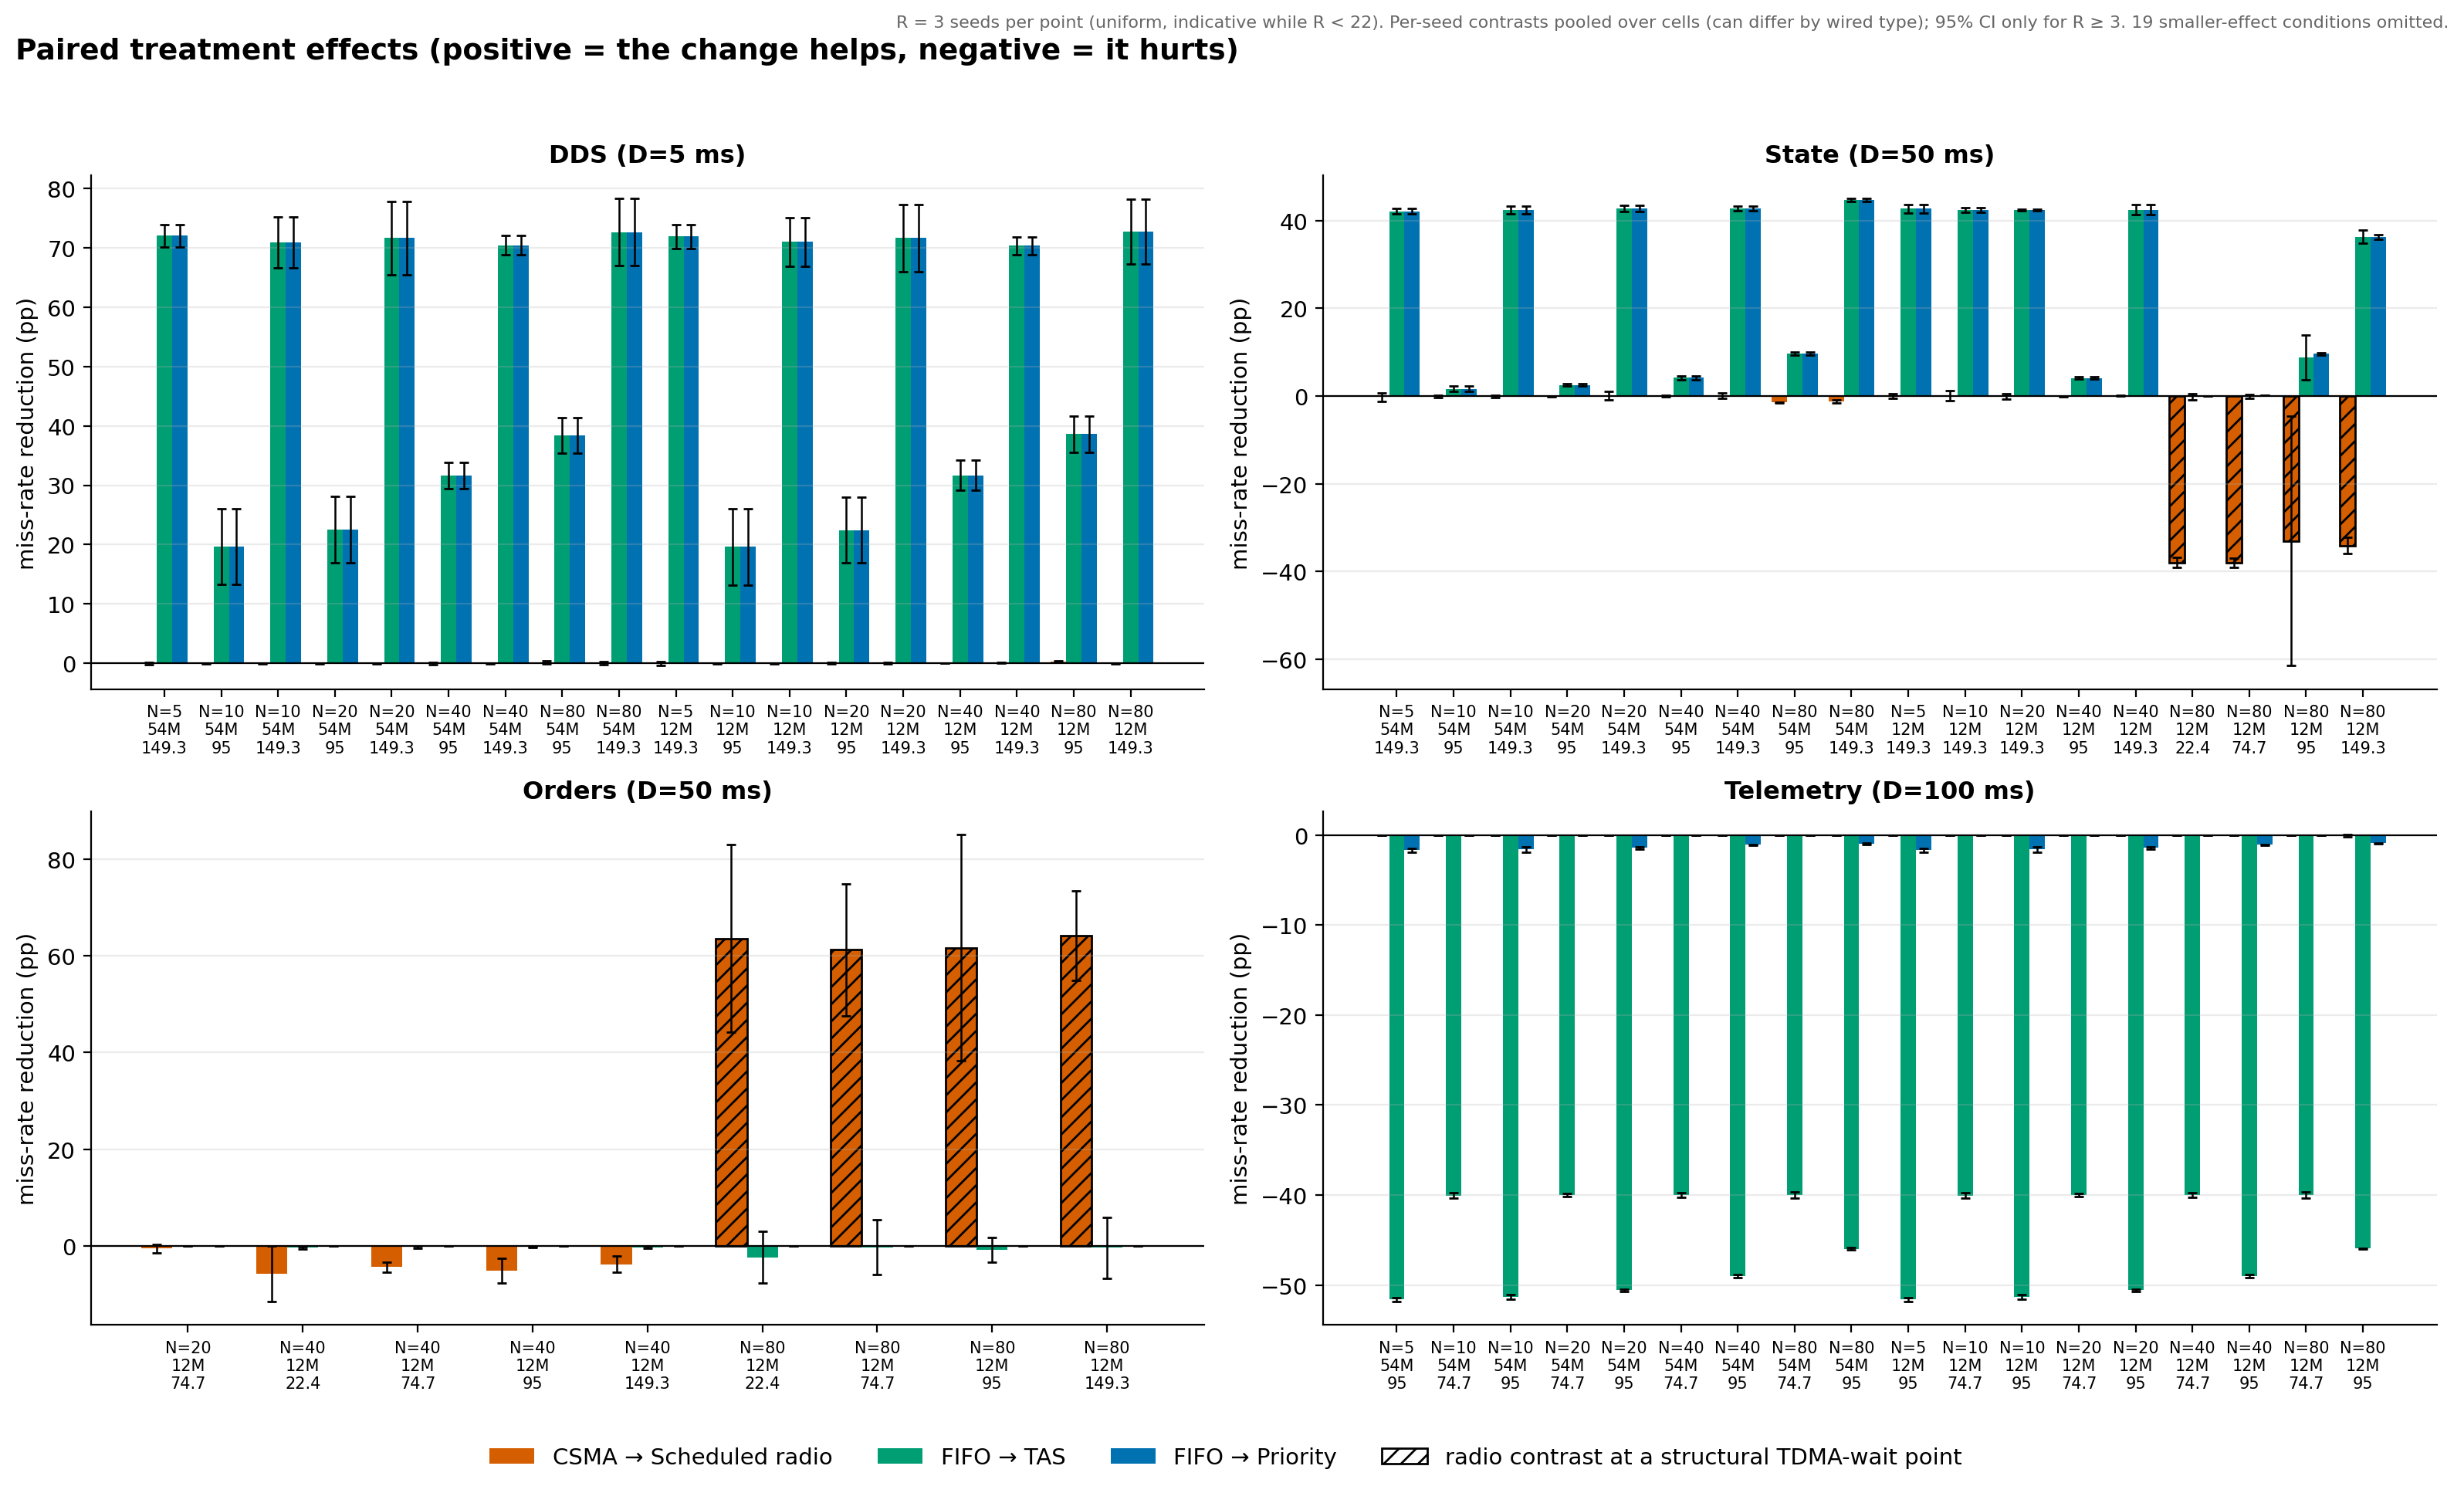 R = 3 seeds per point (uniform, indicative while R < 22). Per-seed contrasts pooled over cells (can differ by wired type); 95% CI only for R ≥ 3. 19 smaller-effect conditions omitted.
Paired treatment effects (positive = the change helps, negative = it hurts)
DDS (D=5 ms)
miss-rate reduction (pp)
80
70
60
50
40
30
20
10
0
N=5 N=10 N=10 N=20 N=20 N=40 N=40 N=80 N=80 N=5 N=10 N=10 N=20 N=20 N=40 N=40 N=80 N=80
54M 54M 54M 54M 54M 54M 54M 54M 54M 12M 12M 12M 12M 12M 12M 12M 12M 12M
149.3 95 149.3 95 149.3 95 149.3 95 149.3 149.3 95 149.3 95 149.3 95 149.3 95 149.3
State (D=50 ms)
miss-rate reduction (pp)
40
20
0
−20
−40
−60
N=5 N=10 N=10 N=20 N=20 N=40 N=40 N=80 N=80 N=5 N=10 N=20 N=40 N=40 N=80 N=80 N=80 N=80
54M 54M 54M 54M 54M 54M 54M 54M 54M 12M 12M 12M 12M 12M 12M 12M 12M 12M
149.3 95 149.3 95 149.3 95 149.3 95 149.3 149.3 149.3 149.3 95 149.3 22.4 74.7 95 149.3
Orders (D=50 ms)
miss-rate reduction (pp)
80
60
40
20
0
N=20 N=40 N=40 N=40 N=40 N=80 N=80 N=80 N=80
12M 12M 12M 12M 12M 12M 12M 12M 12M
74.7 22.4 74.7 95 149.3 22.4 74.7 95 149.3
Telemetry (D=100 ms)
miss-rate reduction (pp)
0
−10
−20
−30
−40
−50
N=5 N=10 N=10 N=20 N=20 N=40 N=40 N=80 N=80 N=5 N=10 N=10 N=20 N=20 N=40 N=40 N=80 N=80
54M 54M 54M 54M 54M 54M 54M 54M 54M 12M 12M 12M 12M 12M 12M 12M 12M 12M
95 74.7 95 74.7 95 74.7 95 74.7 95 95 74.7 95 74.7 95 74.7 95 74.7 95
CSMA → Scheduled radio
FIFO → TAS
FIFO → Priority
radio contrast at a structural TDMA-wait point